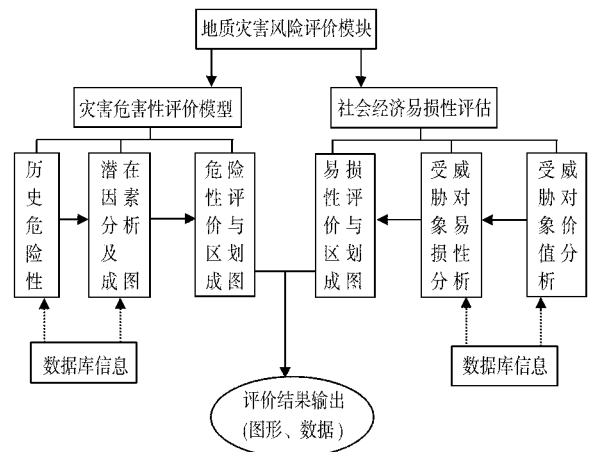 地质灾害风险评价模块
灾害危害性评价模型
社会经济易损性评估
历
史
危
险
性
潜在
因素
分析
及
成图
危险
性评
价与
区划
成图
易损
性评
价与
区划
成图
受威
胁对
象易
损性
分析
受威
胁对
象价
值分
析
数据库信息
数据库信息
评价结果输出
(图形、数据)